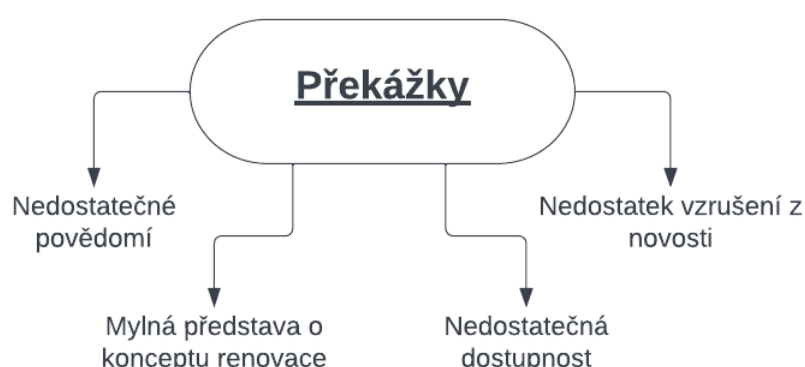 Překážky
Nedostatečné
povědomí
Mylná představa o
konceptu renovace
Nedostatečná
dostupnost
Nedostatek vzrušení z
novosti